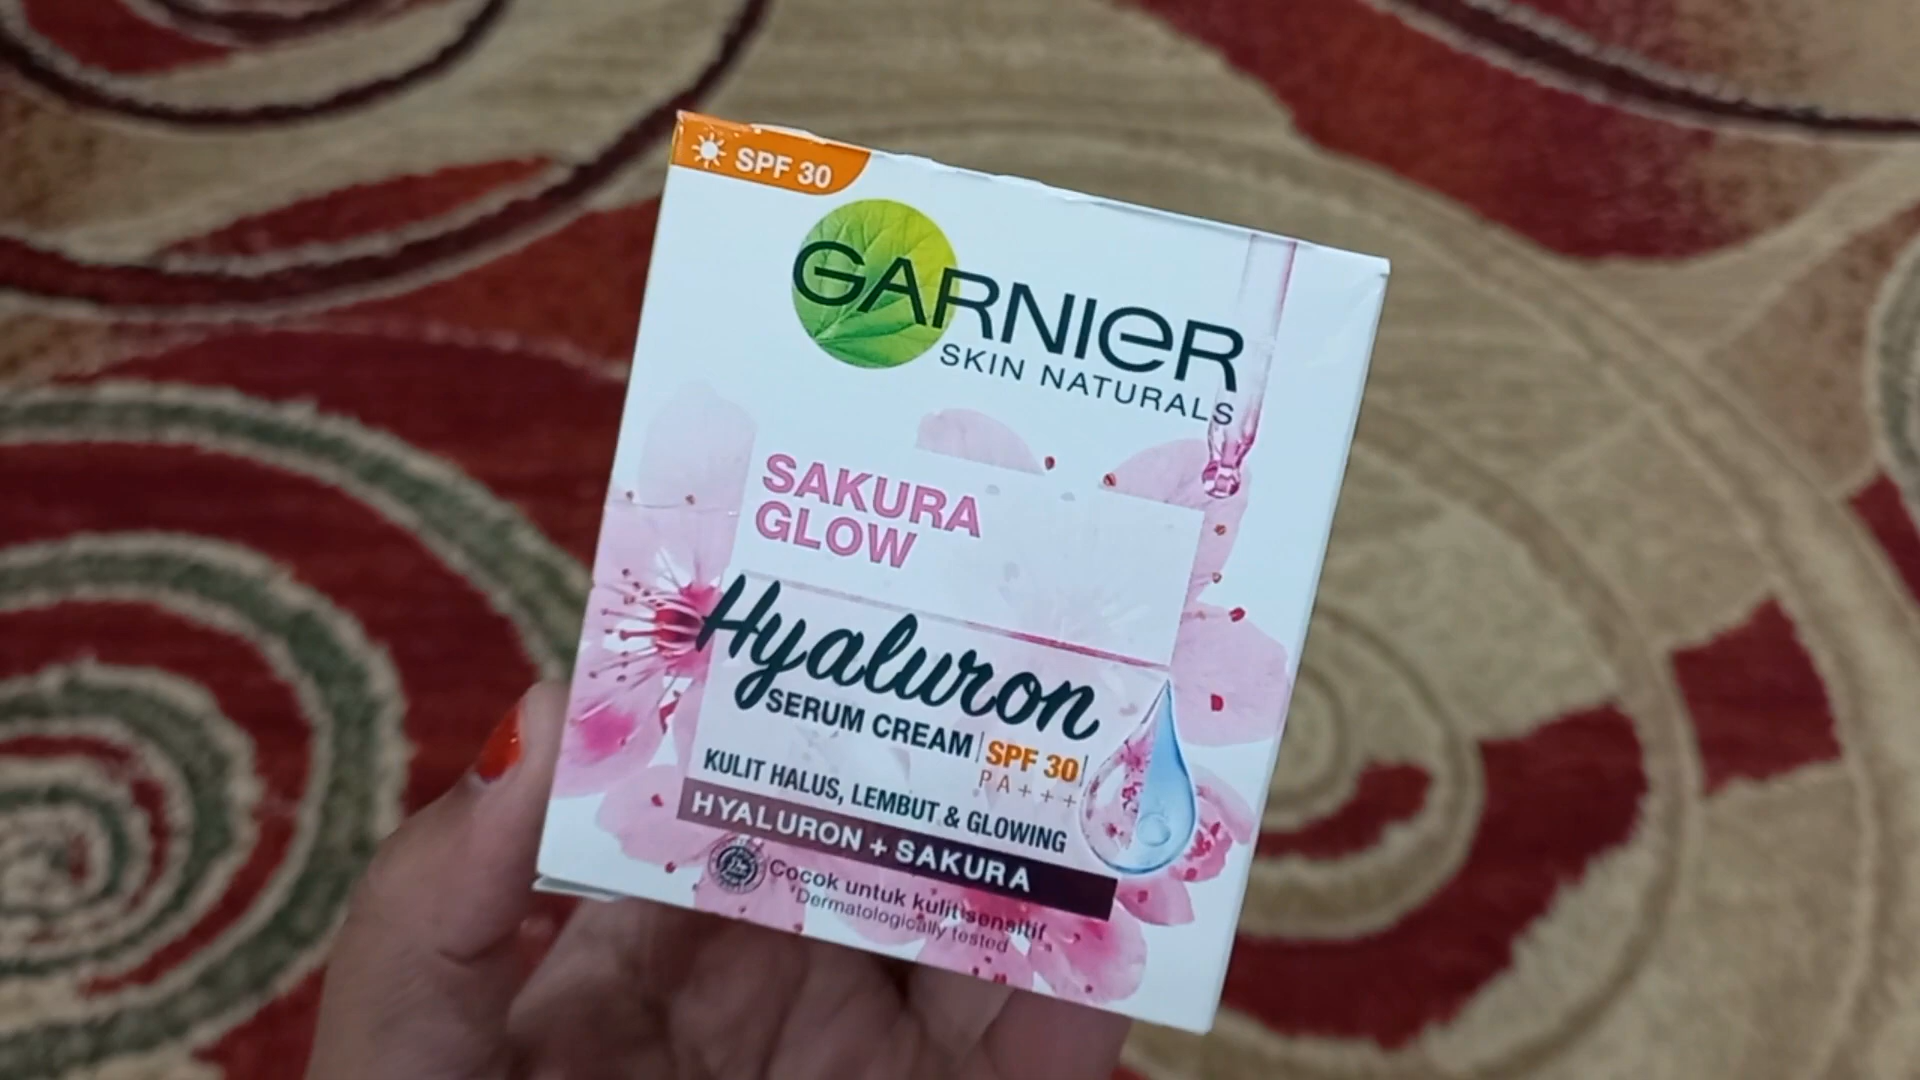 SPF 30
GARNIER
SKIN NATURALS
SAKURA
GLOW
Hyaluron
SERUM CREAM | SPF 30
PA+++
KULIT HALUS, LEMBUT & GLOWING
HYALURON + SAKURA
Cocok untuk kulit sensitif
*Dermatologically tested